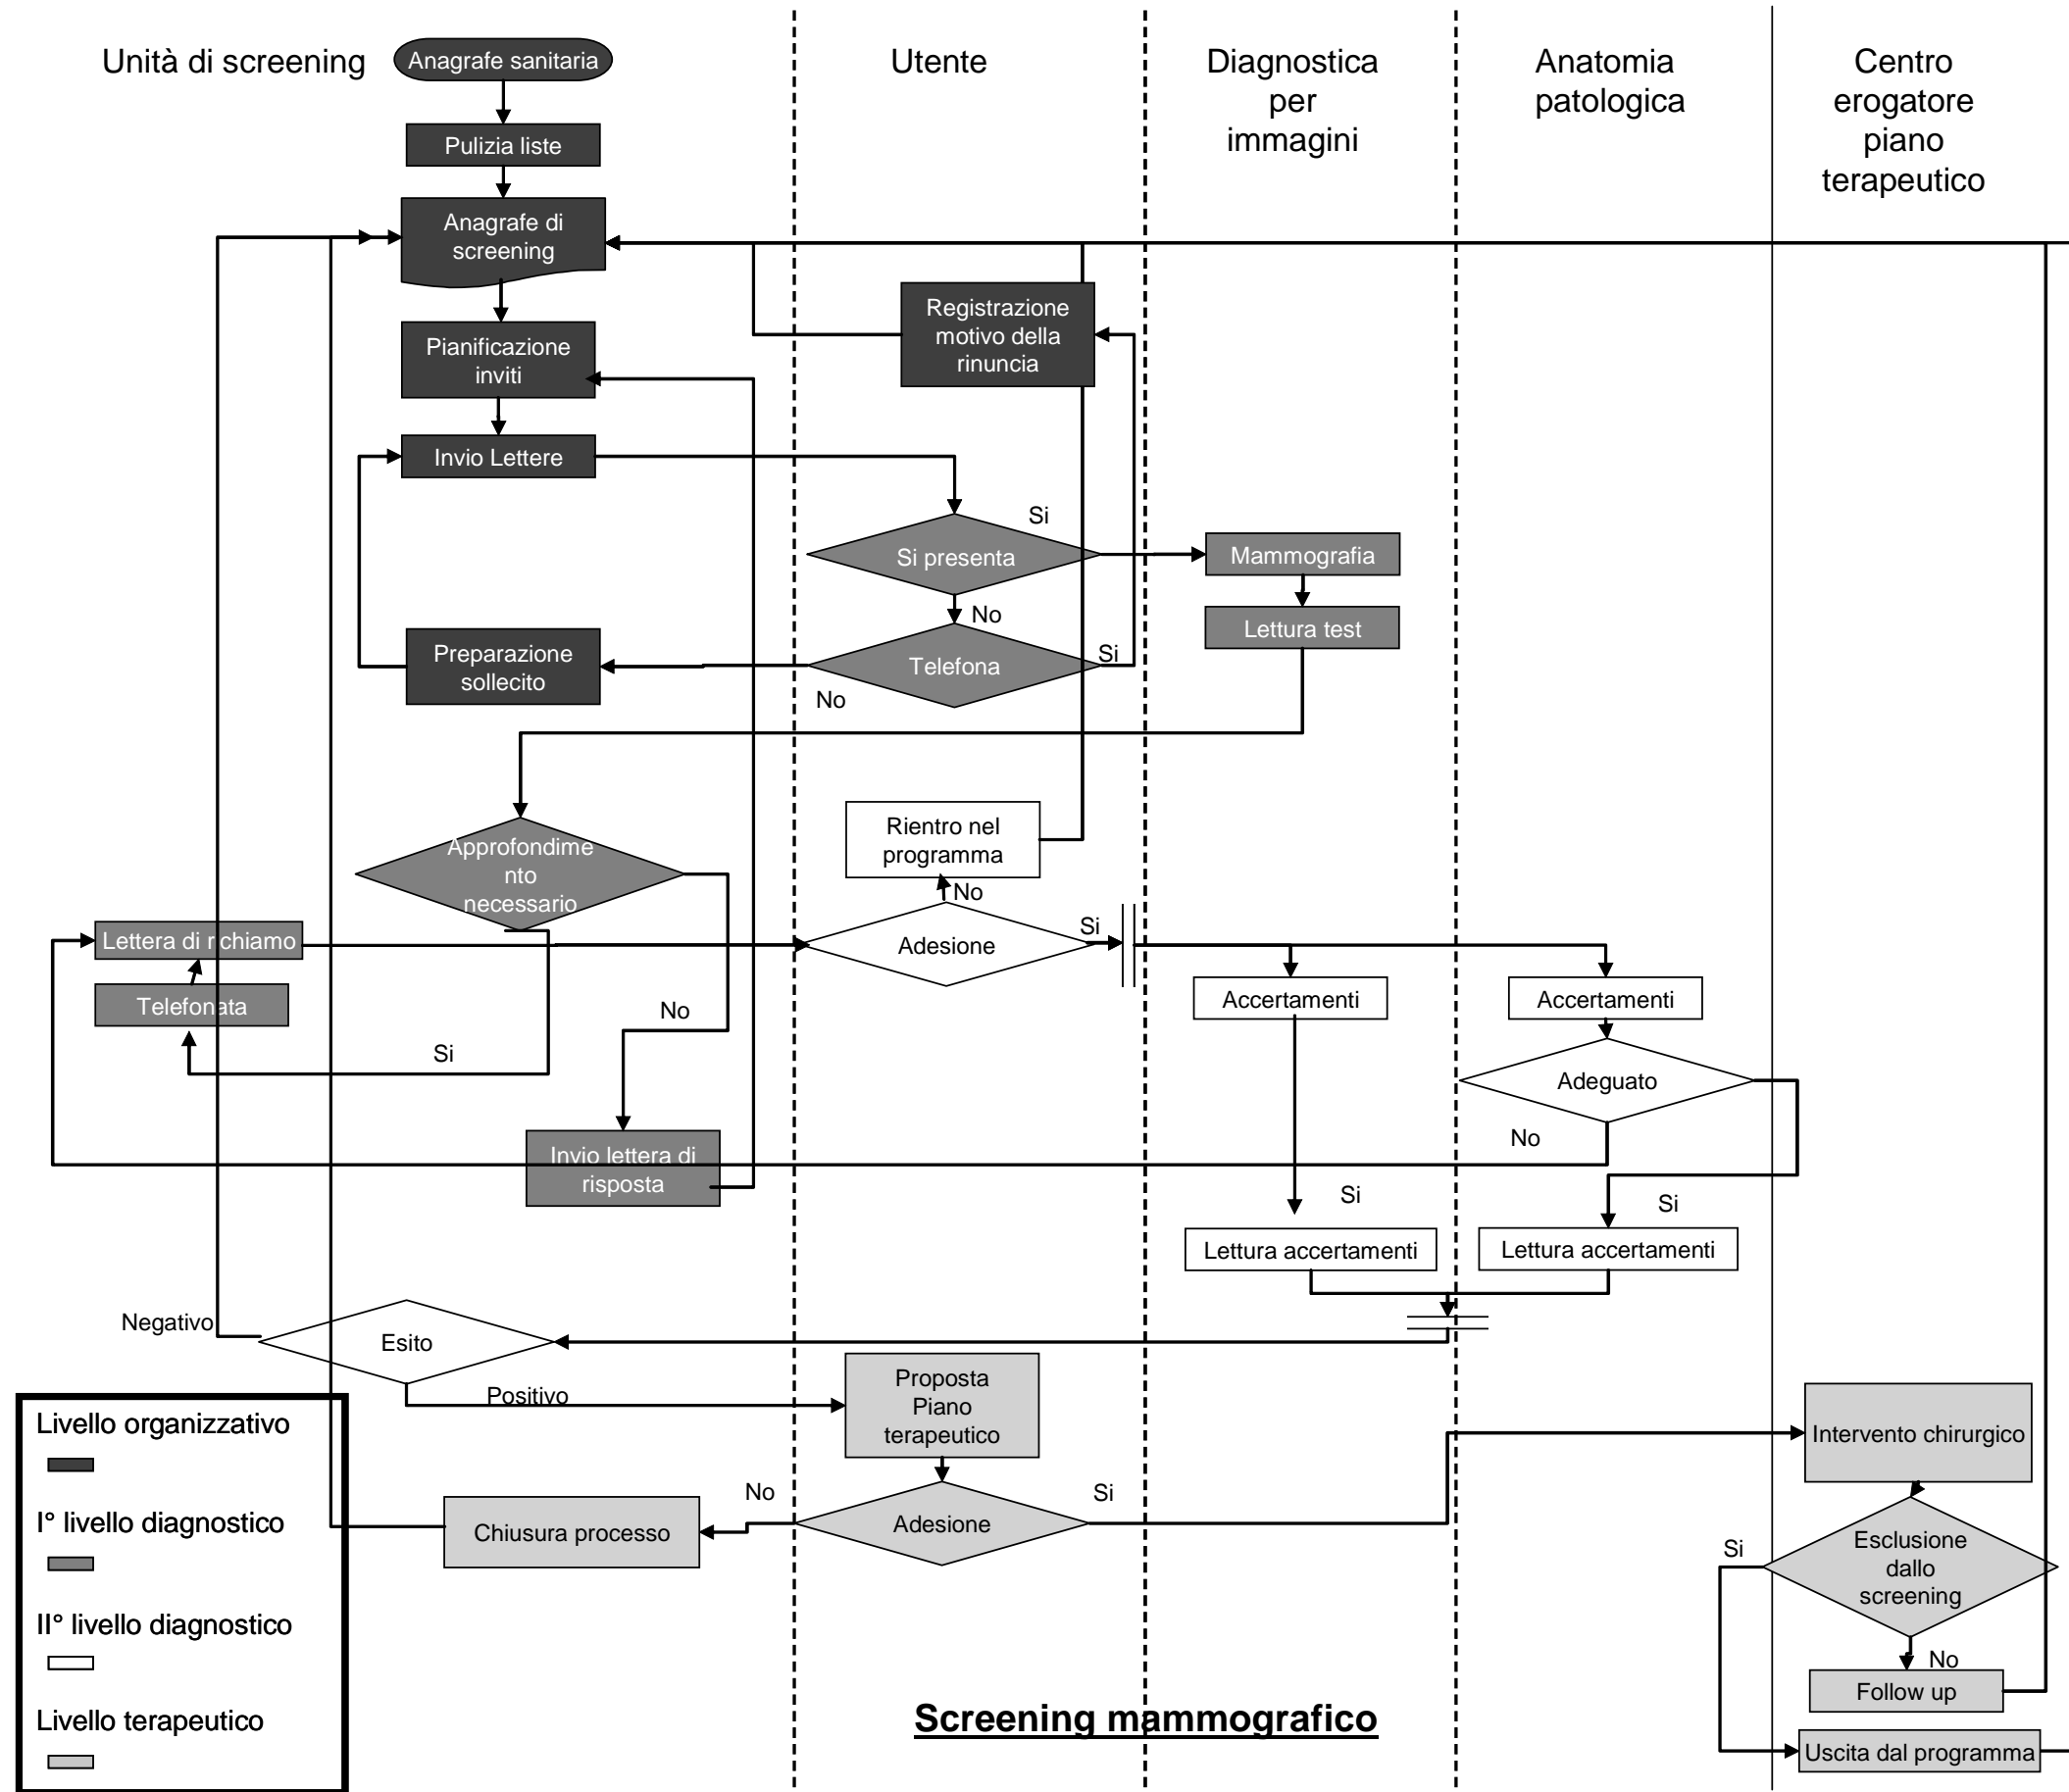 Unità di screening
Anagrafe sanitaria
Utente
Diagnostica
per
immagini
Anatomia
patologica
Centro
erogatore
piano
terapeutico
Pulizia liste
Anagrafe di
screening
Registrazione
motivo della
rinuncia
Pianificazione
inviti
Invio Lettere
Si
Si presenta
Mammografia
No
Lettura test
Preparazione
sollecito
Telefona
Si
No
Rientro nel
programma
Approfondime
nto
necessario
No
Lettera di richiamo
Adesione
Si
Telefonata
Accertamenti
Accertamenti
No
Si
Adeguato
No
Invio lettera di
risposta
Si
Si
Lettura accertamenti
Lettura accertamenti
Negativo
Esito
Positivo
Proposta
Piano
terapeutico
Intervento chirurgico
Livello organizzativo
I° livello diagnostico
II° livello diagnostico
Livello terapeutico
No
Si
Chiusura processo
Adesione
Si
Esclusione
dallo
screening
No
Follow up
Screening mammografico
Uscita dal programma